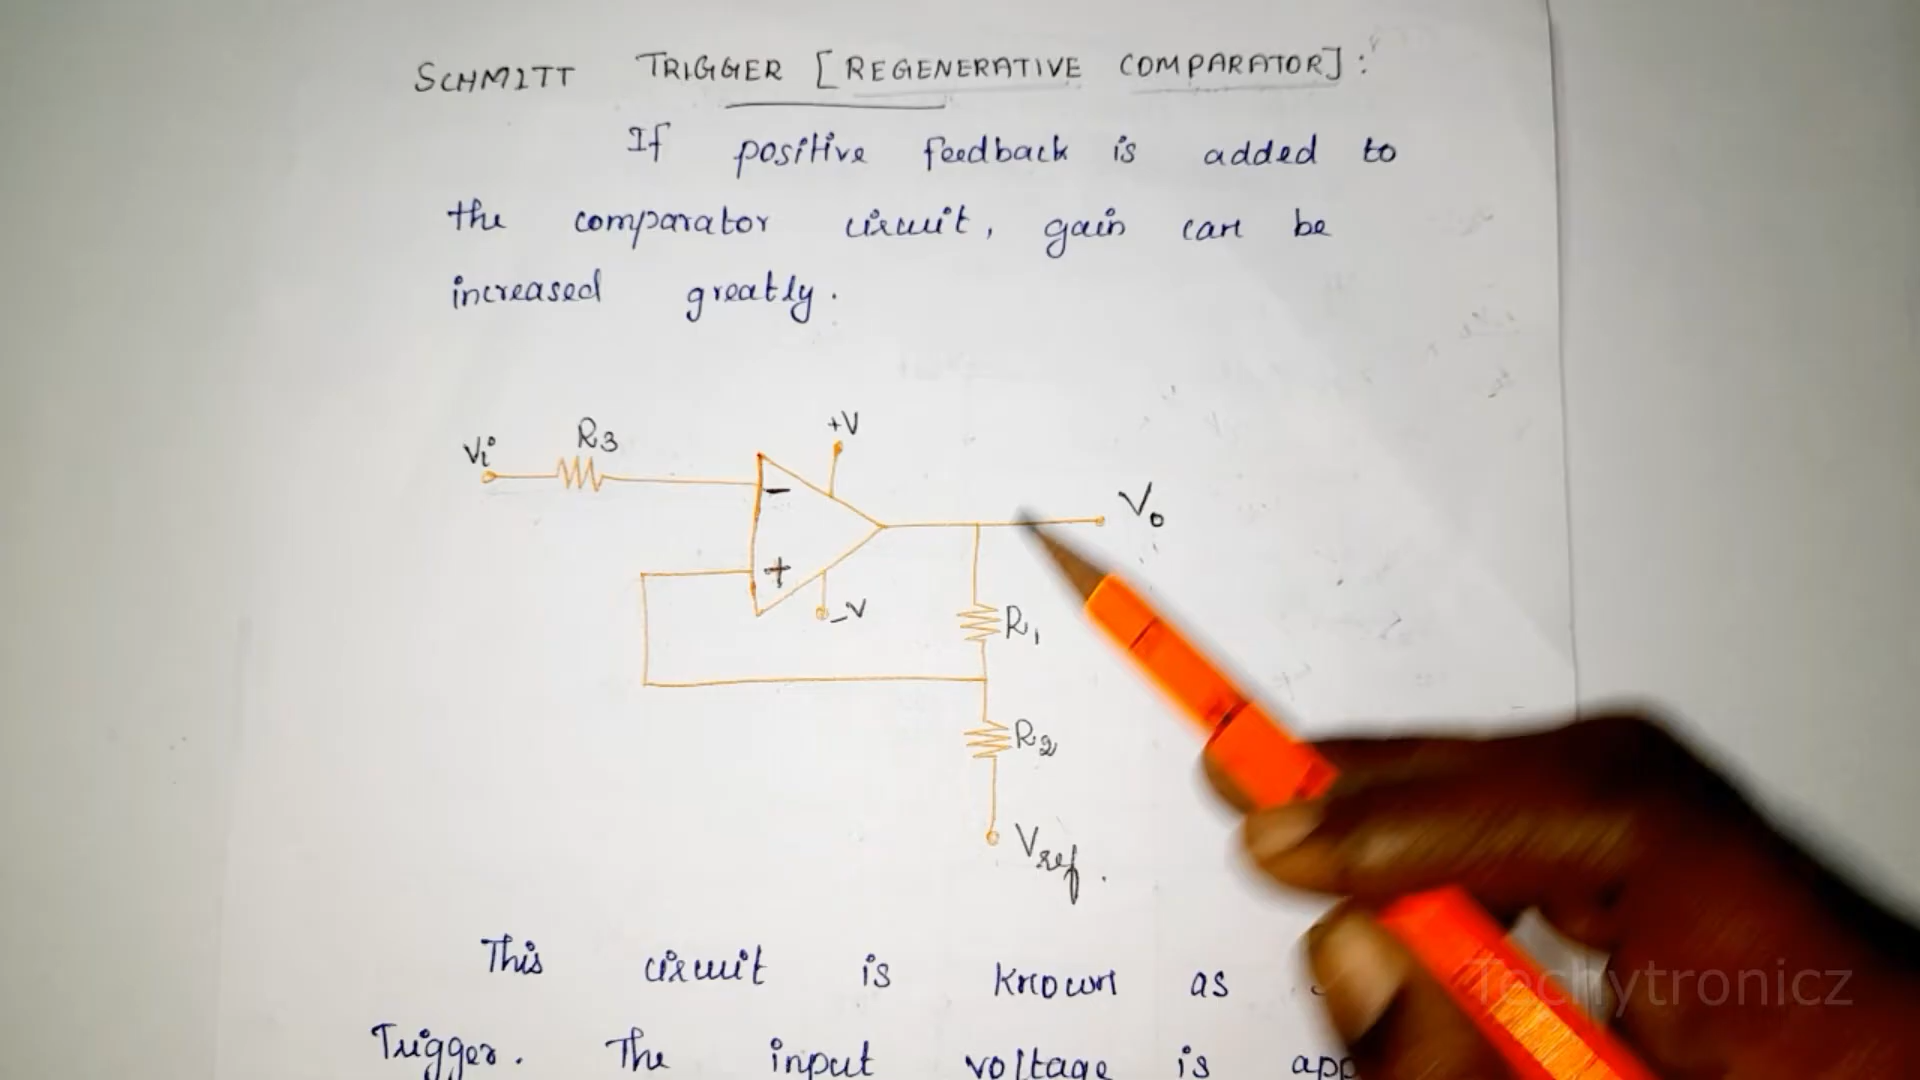 SCHMITT TRIGGER [REGENERATIVE COMPARATOR]:
If positive feedback is added to
the comparator circuit, gain can be
increased greatly.
+V
R3
Vi
-
Vo
+
-V
R1
R2
Vref.
This circuit is known as
Trigger. The input voltage is app
Techytronicz